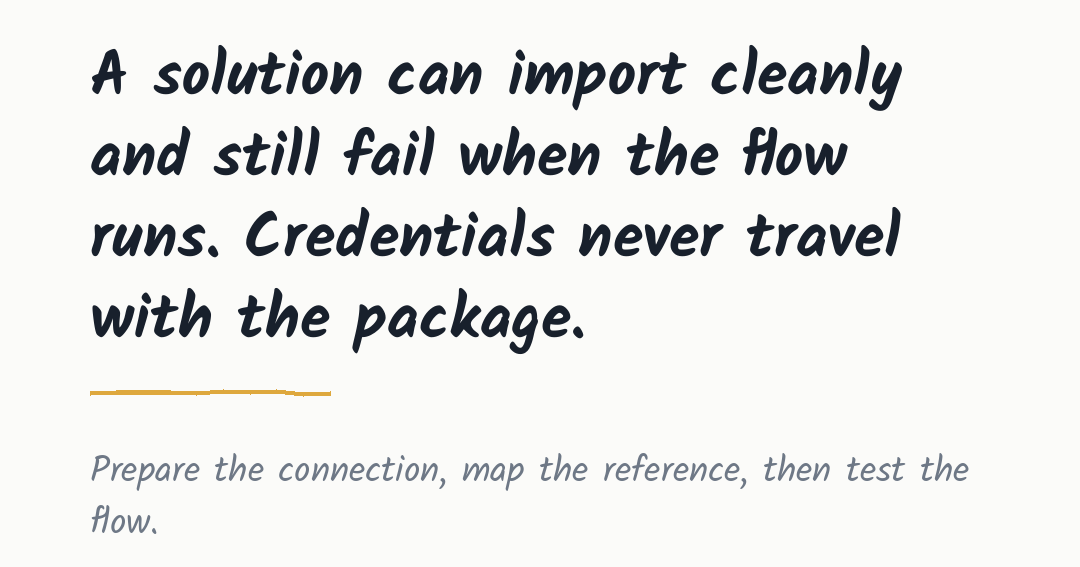 A solution can import cleanly
and still fail when the flow
runs. Credentials never travel
with the package.
Prepare the connection, map the reference, then test the
flow.